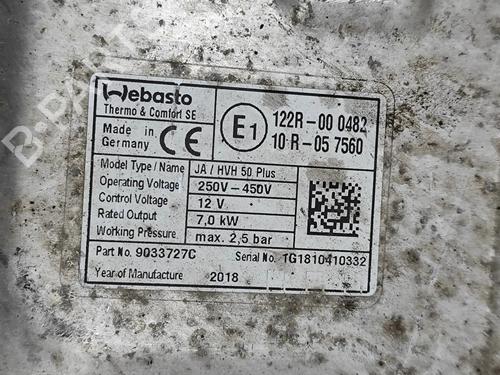 Webasto
Thermo & Comfort SE
Made in
Germany
CE
E1
122R-00 0482
10 R-05 7560
Model Type / Name JA / HVH 50 Plus
Operating Voltage 250V-450V
Control Voltage 12 V
Rated Output 7,0 kW
Working Pressure max. 2,5 bar
Part No. 9033727C Serial No. TG1810410332
Year of Manufacture 2018